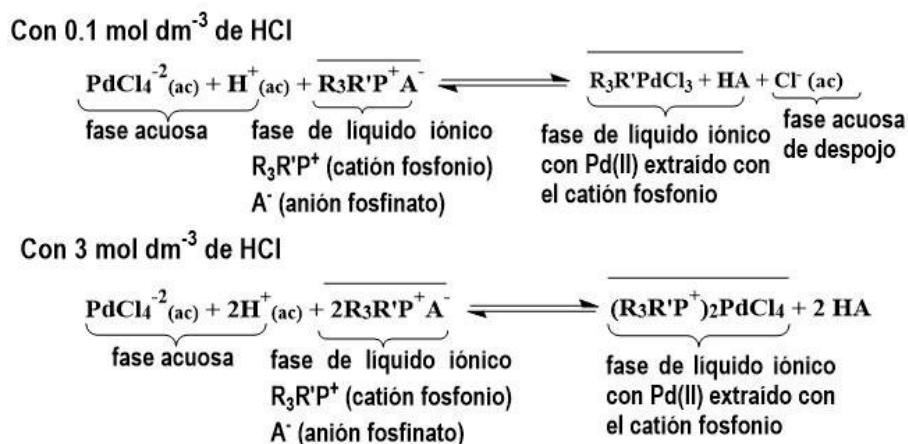 Con 0.1 mol dm⁻³ de HCl
PdCl₄⁻²(ac) + H⁺(ac) + R₃R'P⁺A⁻ ⇌ R₃R'PdCl₃ + HA + Cl⁻ (ac)
fase acuosa
fase de líquido iónico
R₃R'P⁺ (catión fosfonio)
A⁻ (anión fosfinato)
fase de líquido iónico
con Pd(II) extraído con
el catión fosfonio
fase acuosa
de despojo
Con 3 mol dm⁻³ de HCl
PdCl₄⁻²(ac) + 2H⁺(ac) + 2R₃R'P⁺A⁻ ⇌ (R₃R'P⁺)₂PdCl₄ + 2 HA
fase acuosa
fase de líquido iónico
R₃R'P⁺ (catión fosfonio)
A⁻ (anión fosfinato)
fase de líquido iónico
con Pd(II) extraído con
el catión fosfonio